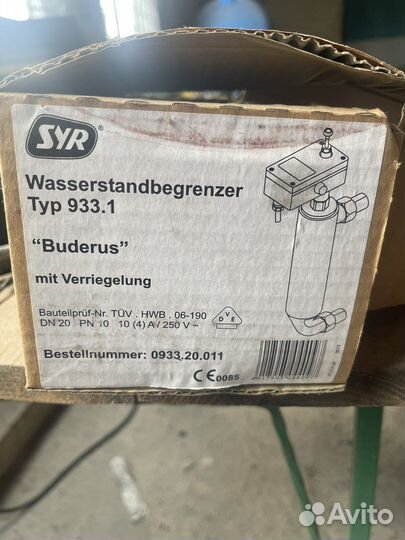 SYR
Wasserstandbegrenzer
Typ 933.1
“Buderus”
mit Verriegelung
Bauteilprüf-Nr. TÜV . HWB . 06-190
DN 20 PN 10 10 (4) A / 250 V ~
VDE
Bestellnummer: 0933.20.011
CE 0085
Avito